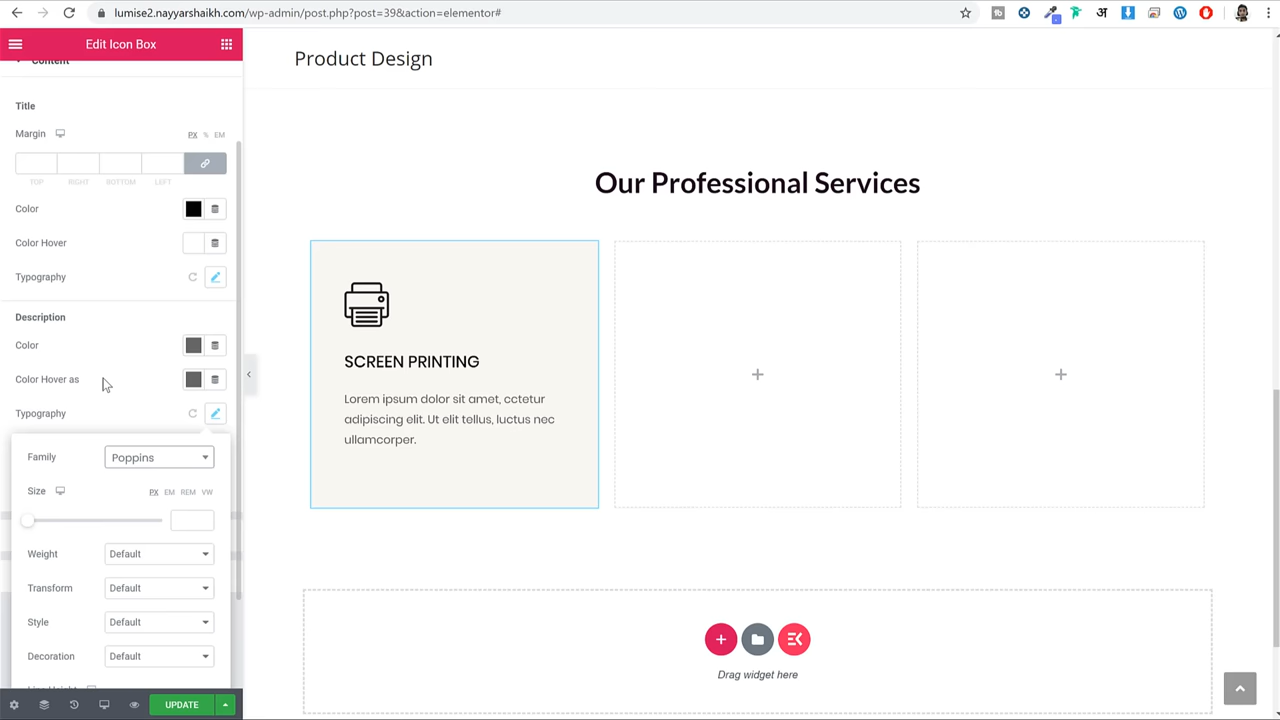 lumise2.nayyarshaikh.com/wp-admin/post.php?post=39&action=elementor#
Edit Icon Box
Content
Title
Margin
PX % EM
TOP RIGHT BOTTOM LEFT
Color
Color Hover
Typography
Description
Color
Color Hover as
Typography
Family
Poppins
Size
PX EM REM VW
Weight
Default
Transform
Default
Style
Default
Decoration
Default
Line Height
UPDATE
Product Design
Our Professional Services
SCREEN PRINTING
Lorem ipsum dolor sit amet, cctetur
adipiscing elit. Ut elit tellus, luctus nec
ullamcorper.
Drag widget here